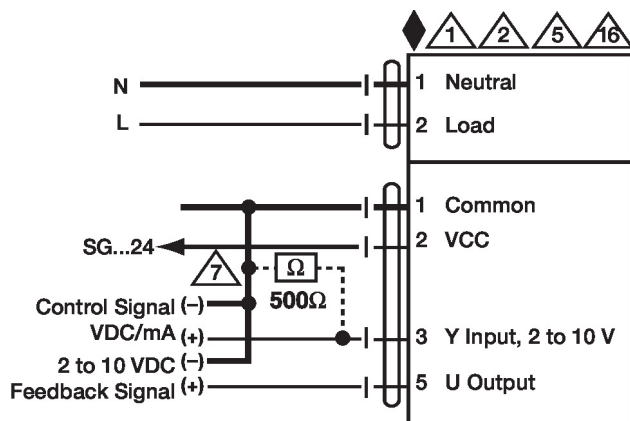 1 2 5 16
N 1 Neutral
L 2 Load
1 Common
SG...24 2 VCC
7 Ω
500Ω
Control Signal (–)
VDC/mA (+) 3 Y Input, 2 to 10 V
2 to 10 VDC (–)
Feedback Signal (+) 5 U Output